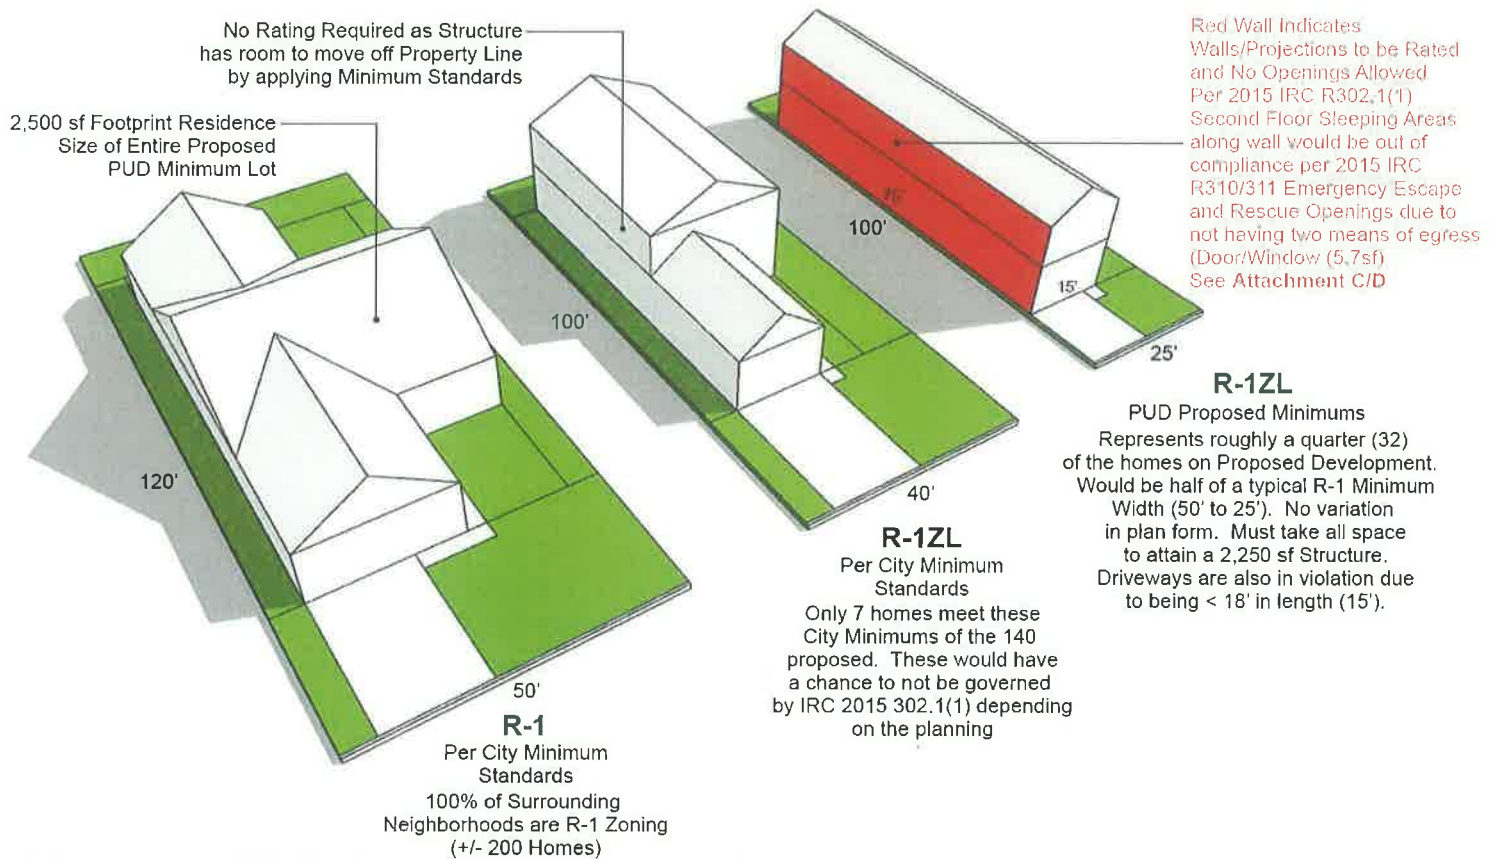 No Rating Required as Structure
has room to move off Property Line
by applying Minimum Standards
2,500 sf Footprint Residence
Size of Entire Proposed
PUD Minimum Lot
Red Wall Indicates
Walls/Projections to be Rated
and No Openings Allowed
Per 2015 IRC R302.1(1)
Second Floor Sleeping Areas
along wall would be out of
compliance per 2015 IRC
R310/311 Emergency Escape
and Rescue Openings due to
not having two means of egress
(Door/Window (5.7sf)
See Attachment C/D
120'
50'
R-1
Per City Minimum
Standards
100% of Surrounding
Neighborhoods are R-1 Zoning
(+/- 200 Homes)
100'
40'
R-1ZL
Per City Minimum
Standards
Only 7 homes meet these
City Minimums of the 140
proposed. These would have
a chance to not be governed
by IRC 2015 302.1(1) depending
on the planning
100'
15'
25'
R-1ZL
PUD Proposed Minimums
Represents roughly a quarter (32)
of the homes on Proposed Development.
Would be half of a typical R-1 Minimum
Width (50' to 25'). No variation
in plan form. Must take all space
to attain a 2,250 sf Structure.
Driveways are also in violation due
to being < 18' in length (15').